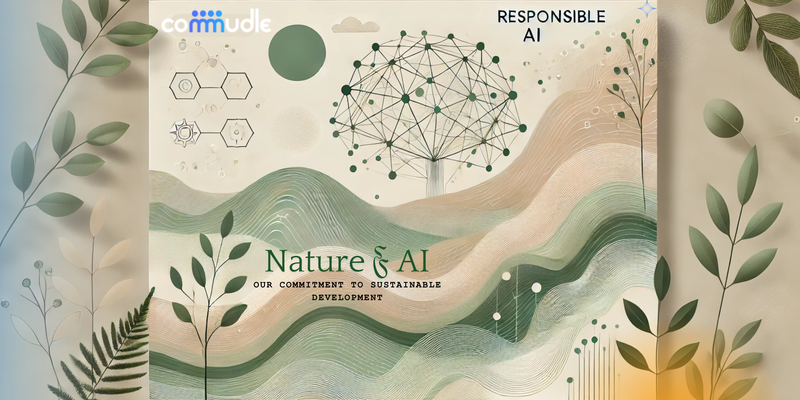 commudle
RESPONSIBLE
AI
Nature & AI
OUR COMMITMENT TO SUSTAINABLE
DEVELOPMENT